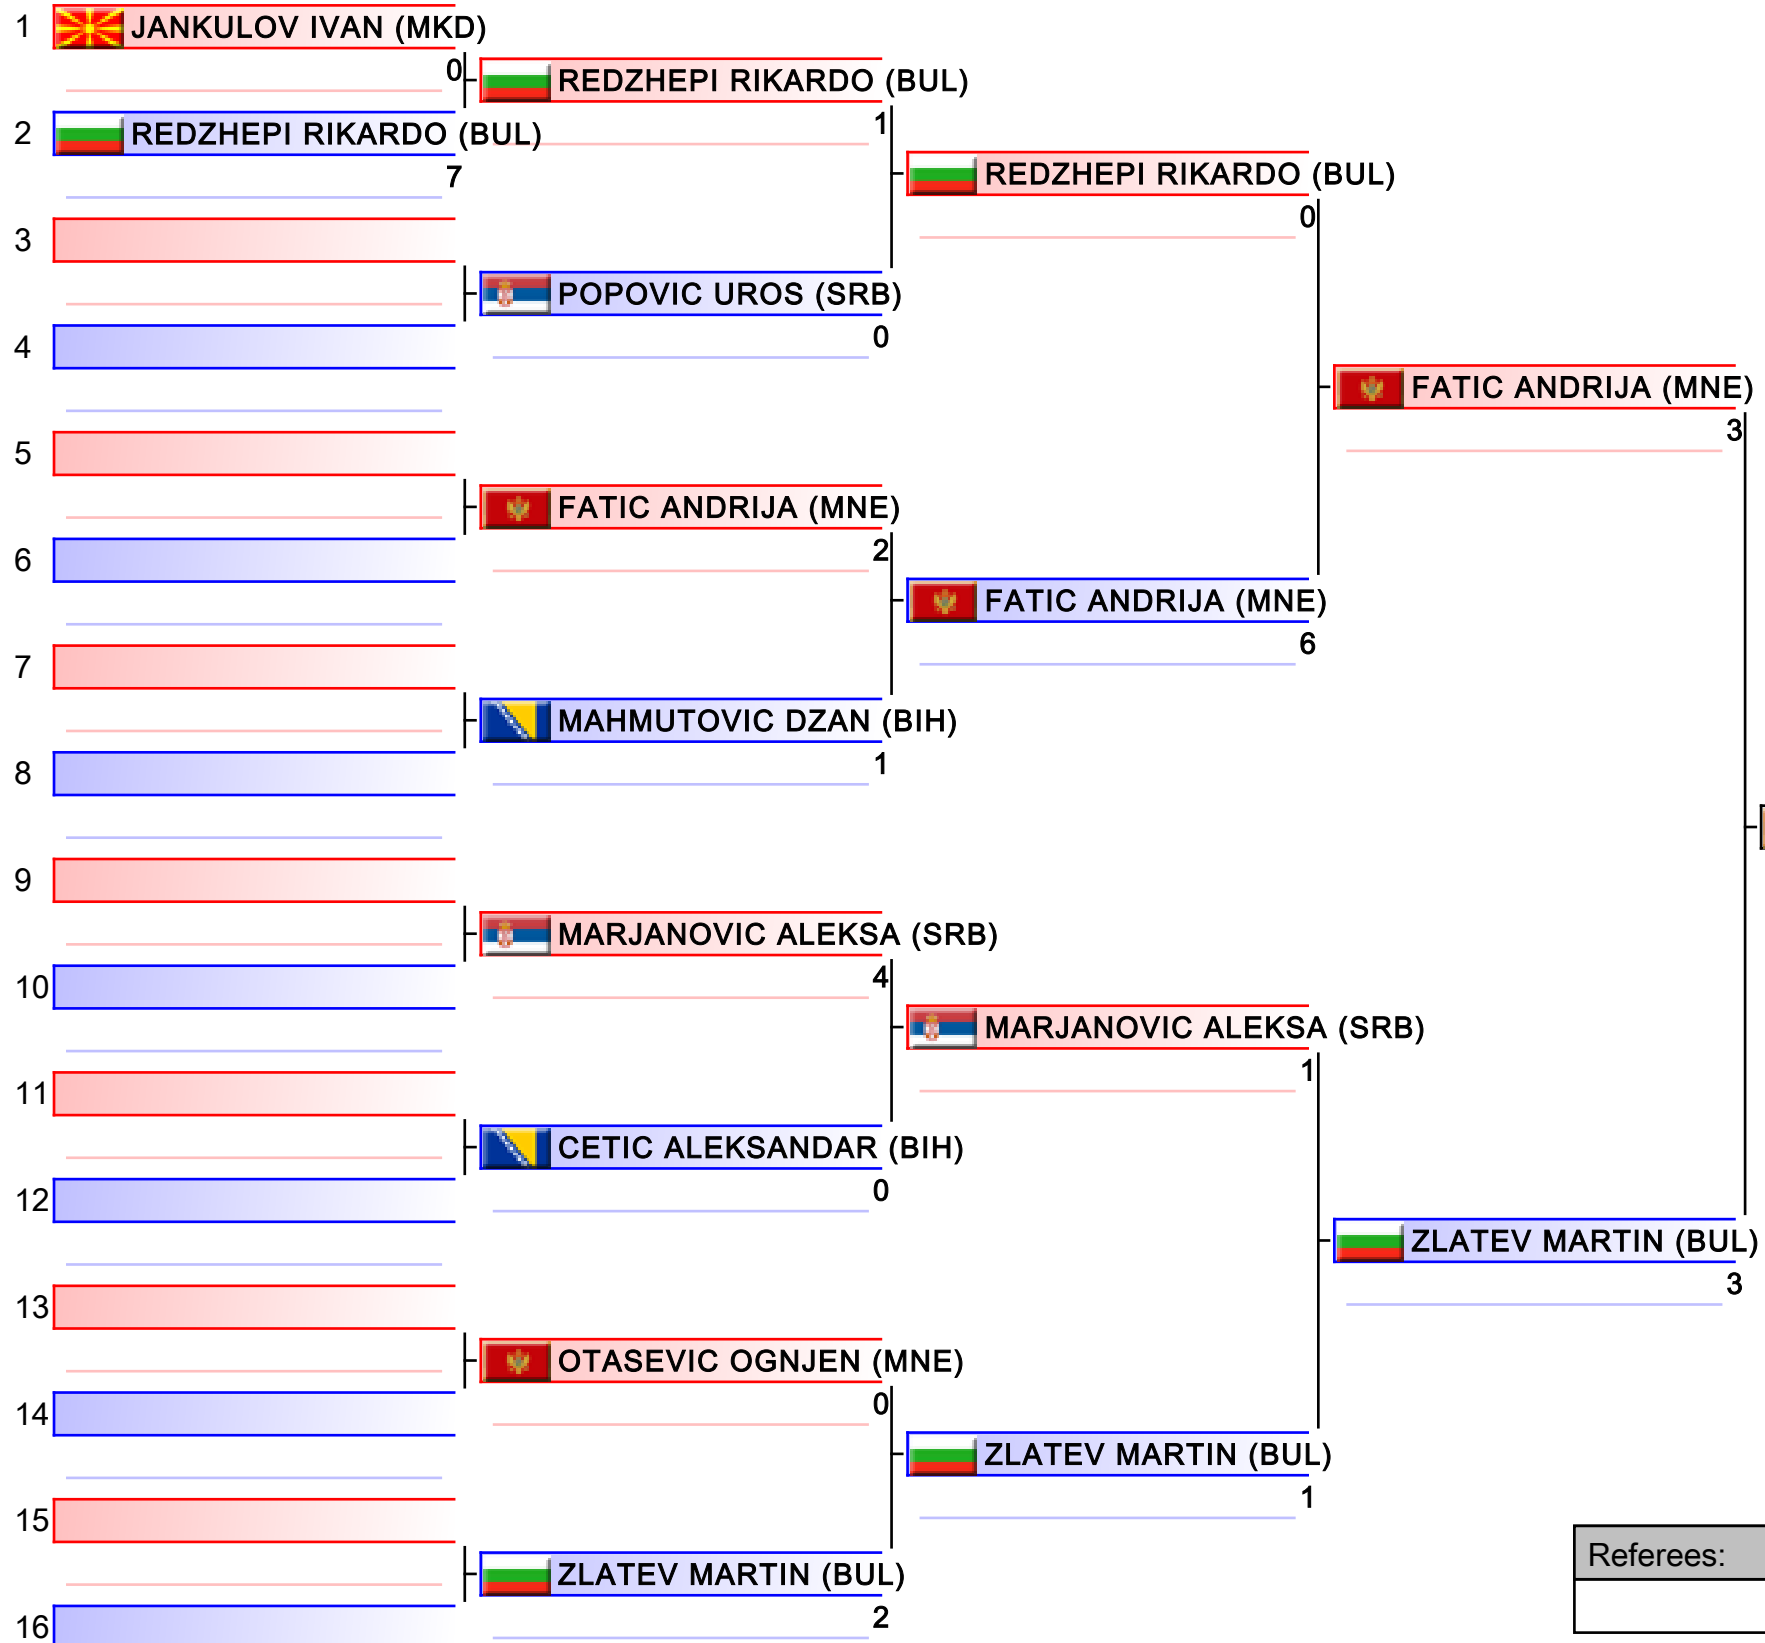 1 JANKULOV IVAN (MKD)
0
REDZHEPI RIKARDO (BUL)
1
2 REDZHEPI RIKARDO (BUL)
7
REDZHEPI RIKARDO (BUL)
0
3
POPOVIC UROS (SRB)
0
4
FATIC ANDRIJA (MNE)
3
5
FATIC ANDRIJA (MNE)
2
6
FATIC ANDRIJA (MNE)
6
7
MAHMUTOVIC DZAN (BIH)
1
8
9
MARJANOVIC ALEKSA (SRB)
4
10
MARJANOVIC ALEKSA (SRB)
1
11
CETIC ALEKSANDAR (BIH)
0
12
ZLATEV MARTIN (BUL)
3
13
OTASEVIC OGNJEN (MNE)
0
14
ZLATEV MARTIN (BUL)
1
15
ZLATEV MARTIN (BUL)
2
16
Referees: